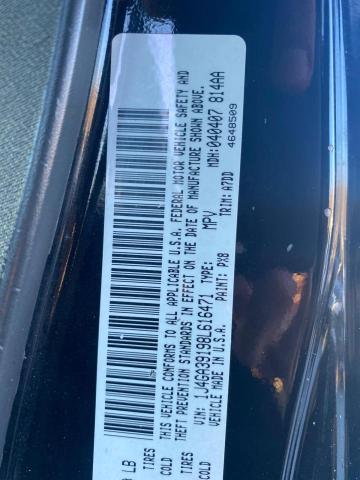 LB
TIRES
COLD
TIRES
COLD
THIS VEHICLE CONFORMS TO ALL APPLICABLE U.S.A. FEDERAL MOTOR VEHICLE SAFETY AND
THEFT PREVENTION STANDARDS IN EFFECT ON THE DATE OF MANUFACTURE SHOWN ABOVE.
VIN: 1J4GA39198L616471 TYPE: MPV MDH:040407 814AA
VEHICLE MADE IN U.S.A. PAINT: PX8 TRIM: A7DD
4648509